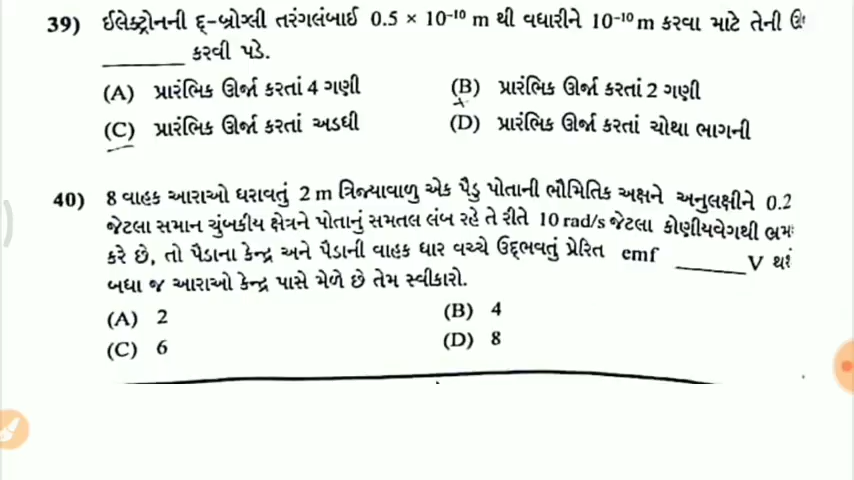 39) ઈલેક્ટ્રોનની દ્-બ્રોગ્લી તરંગલંબાઈ 0.5 × 10⁻¹⁰ m થી વધારીને 10⁻¹⁰ m કરવા માટે તેની
_______ કરવી પડે.
(A) પ્રારંભિક ઊર્જા કરતાં 4 ગણી (B) પ્રારંભિક ઊર્જા કરતાં 2 ગણી
(C) પ્રારંભિક ઊર્જા કરતાં અડધી (D) પ્રારંભિક ઊર્જા કરતાં ચોથા ભાગની
40) 8 વાહક આરાઓ ધરાવતું 2 m ત્રિજ્યાવાળુ એક પૈડુ પોતાની ભૌમિતિક અક્ષને અનુલક્ષીને 0.2
જેટલા સમાન ચુંબકીય ક્ષેત્રને પોતાનું સમતલ લંબ રહે તે રીતે 10 rad/s જેટલા કોણીયવેગથી
કરે છે, તો પૈડાના કેન્દ્ર અને પૈડાની વાહક ધાર વચ્ચે ઉદ્દભવતું પ્રેરિત emf _______ V
બધા જ આરાઓ કેન્દ્ર પાસે મેળે છે તેમ સ્વીકારો.
(A) 2 (B) 4
(C) 6 (D) 8